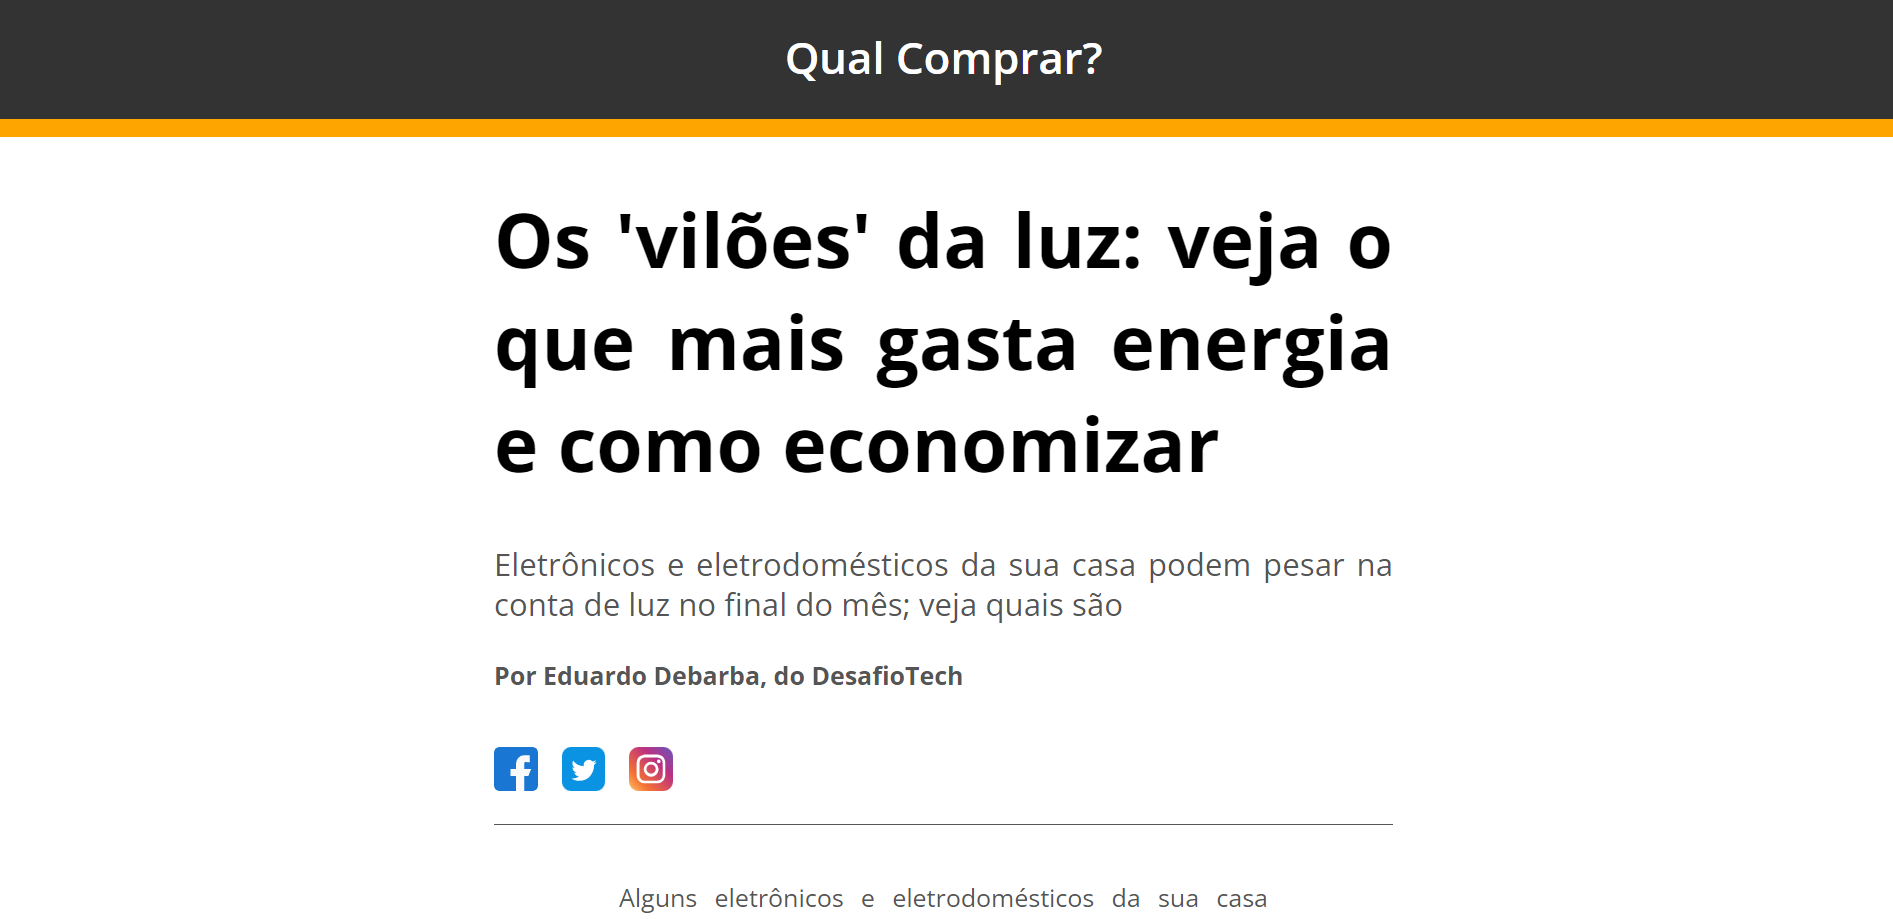 Qual Comprar?
Os 'vilões' da luz: veja o
que mais gasta energia
e como economizar
Eletrônicos e eletrodomésticos da sua casa podem pesar na
conta de luz no final do mês; veja quais são
Por Eduardo Debarba, do DesafioTech
Alguns eletrônicos e eletrodomésticos da sua casa